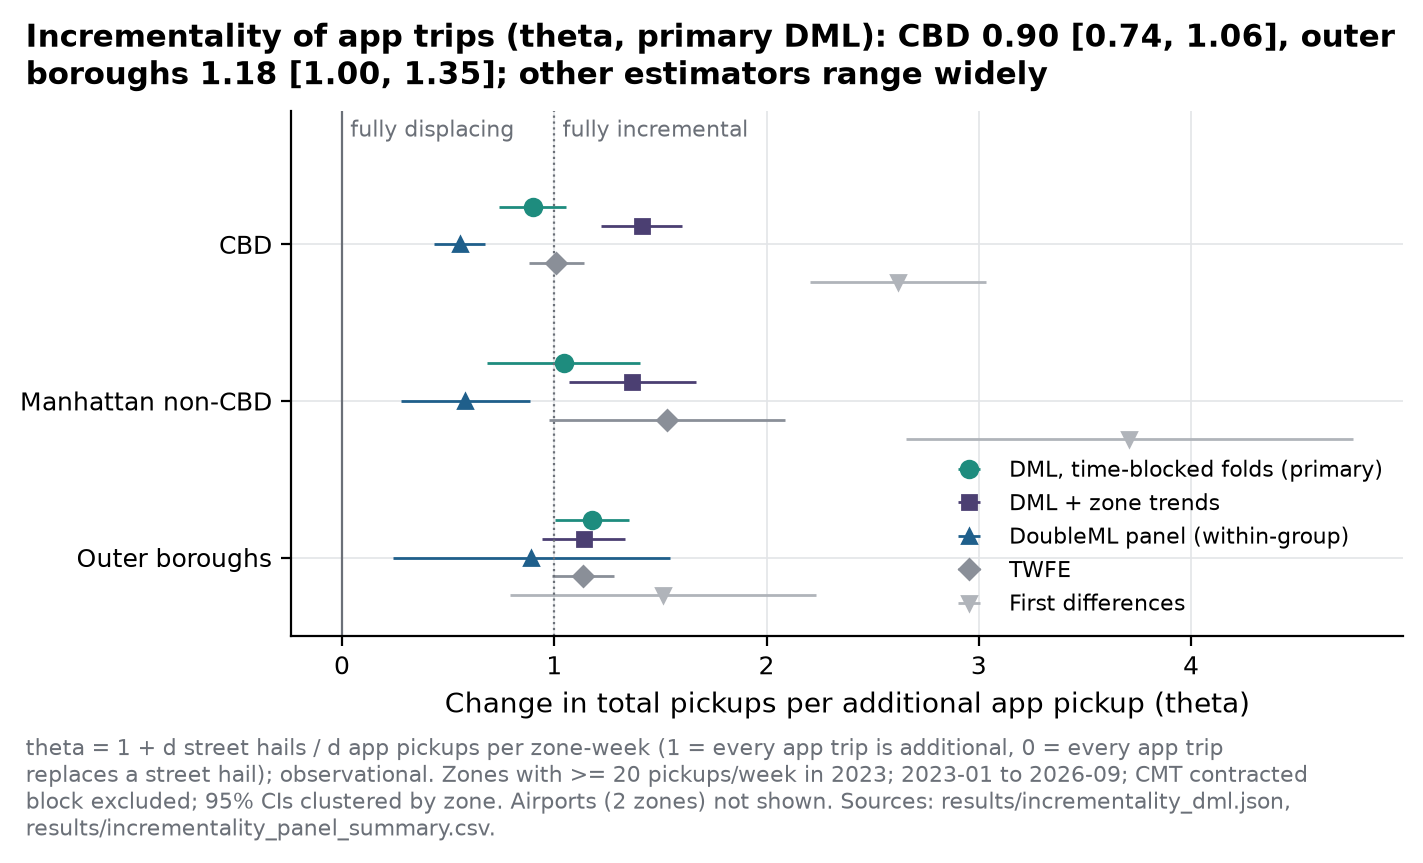 Incrementality of app trips (theta, primary DML): CBD 0.90 [0.74, 1.06], outer
boroughs 1.18 [1.00, 1.35]; other estimators range widely
fully displacing
fully incremental
CBD
Manhattan non-CBD
Outer boroughs
DML, time-blocked folds (primary)
DML + zone trends
DoubleML panel (within-group)
TWFE
First differences
0 1 2 3 4
Change in total pickups per additional app pickup (theta)
theta = 1 + d street hails / d app pickups per zone-week (1 = every app trip is additional, 0 = every app trip
replaces a street hail); observational. Zones with >= 20 pickups/week in 2023; 2023-01 to 2026-09; CMT contracted
block excluded; 95% CIs clustered by zone. Airports (2 zones) not shown. Sources: results/incrementality_dml.json,
results/incrementality_panel_summary.csv.